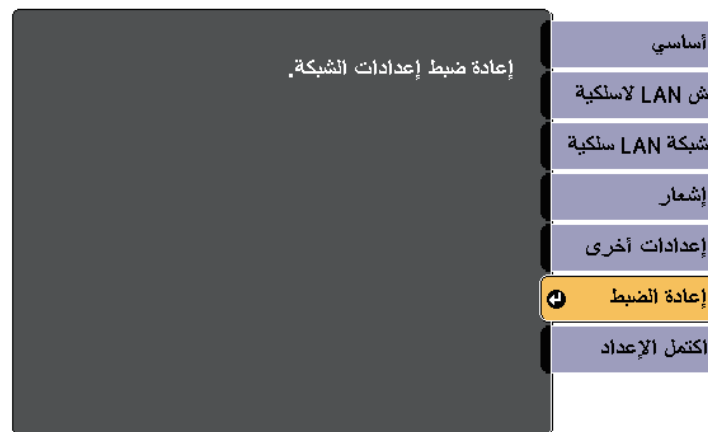 أساسي
ش LAN لاسلكية
شبكة LAN سلكية
إشعار
إعدادات أخرى
إعادة الضبط
اكتمل الإعداد
إعادة ضبط إعدادات الشبكة.